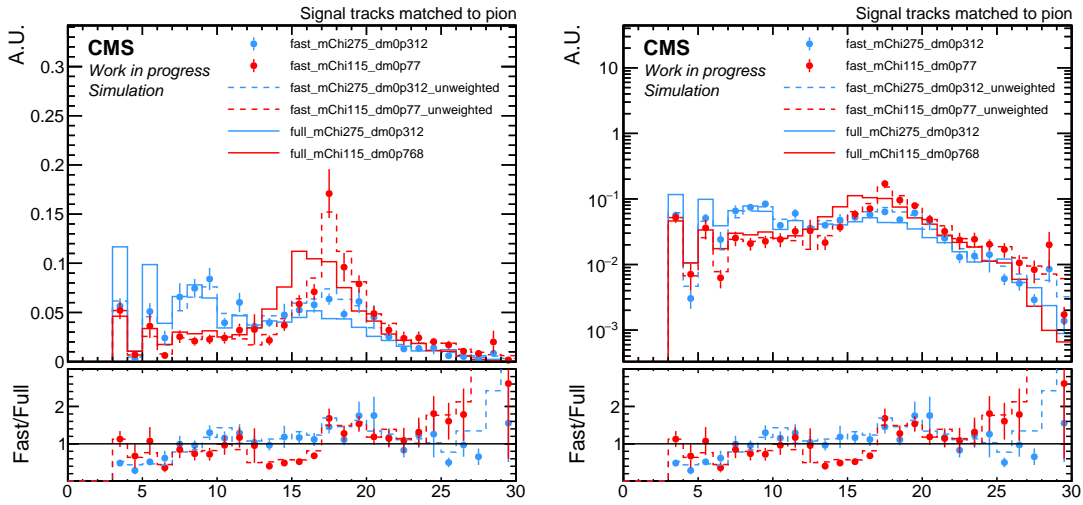 Signal tracks matched to pion
A.U.
CMS
Work in progress
Simulation
fast_mChi275_dm0p312
fast_mChi115_dm0p77
fast_mChi275_dm0p312_unweighted
fast_mChi115_dm0p77_unweighted
full_mChi275_dm0p312
full_mChi115_dm0p768
0.3
0.25
0.2
0.15
0.1
0.05
0
Fast/Full
2
1
0 5 10 15 20 25 30
Signal tracks matched to pion
A.U.
CMS
Work in progress
Simulation
fast_mChi275_dm0p312
fast_mChi115_dm0p77
fast_mChi275_dm0p312_unweighted
fast_mChi115_dm0p77_unweighted
full_mChi275_dm0p312
full_mChi115_dm0p768
10
1
10⁻¹
10⁻²
10⁻³
Fast/Full
2
1
0 5 10 15 20 25 30